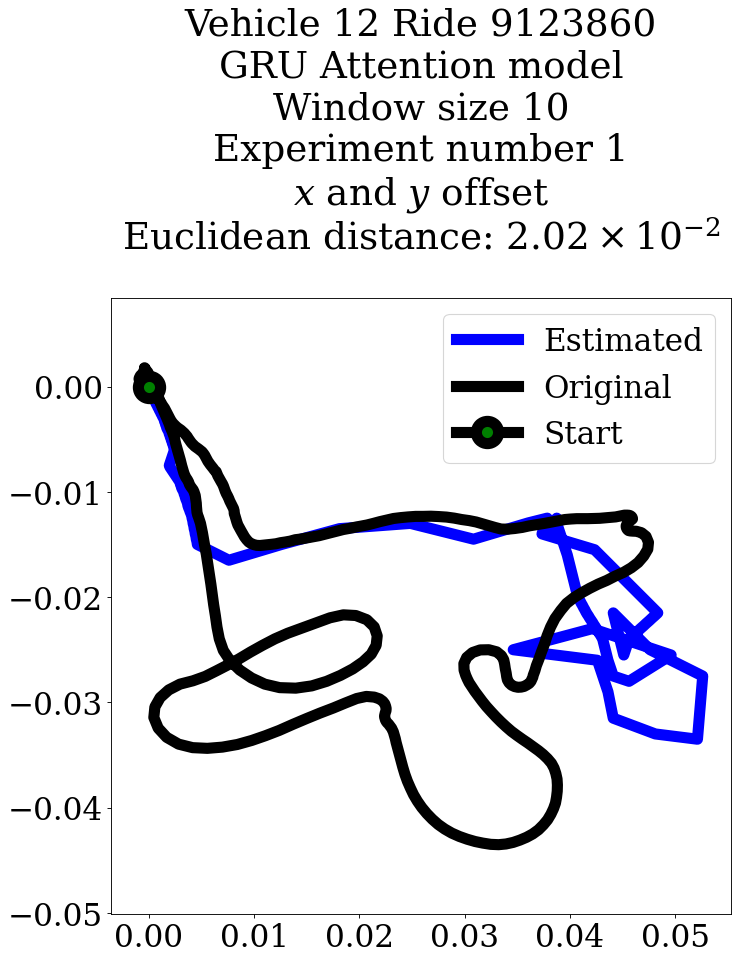 Vehicle 12 Ride 9123860
GRU Attention model
Window size 10
Experiment number 1
x and y offset
Euclidean distance: 2.02 × 10⁻²
Estimated
Original
Start
0.00
−0.01
−0.02
−0.03
−0.04
−0.05
0.00 0.01 0.02 0.03 0.04 0.05